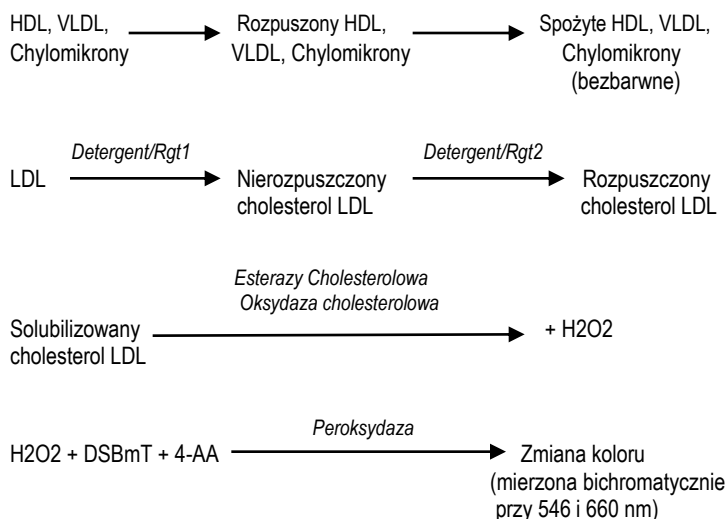 HDL, VLDL, Chylomikrony
Rozpuszony HDL, VLDL, Chylomikrony
Spożyte HDL, VLDL, Chylomikrony (bezbarwne)
Detergent/Rgt1
Detergent/Rgt2
LDL
Nierozpuszczony cholesterol LDL
Rozpuszczony cholesterol LDL
Esterazy Cholesterolowa
Oksydaza cholesterolowa
Solubilizowany cholesterol LDL
+ H2O2
Peroksydaza
H2O2 + DSBmT + 4-AA
Zmiana koloru
(mierzona bichromatycznie
przy 546 i 660 nm)